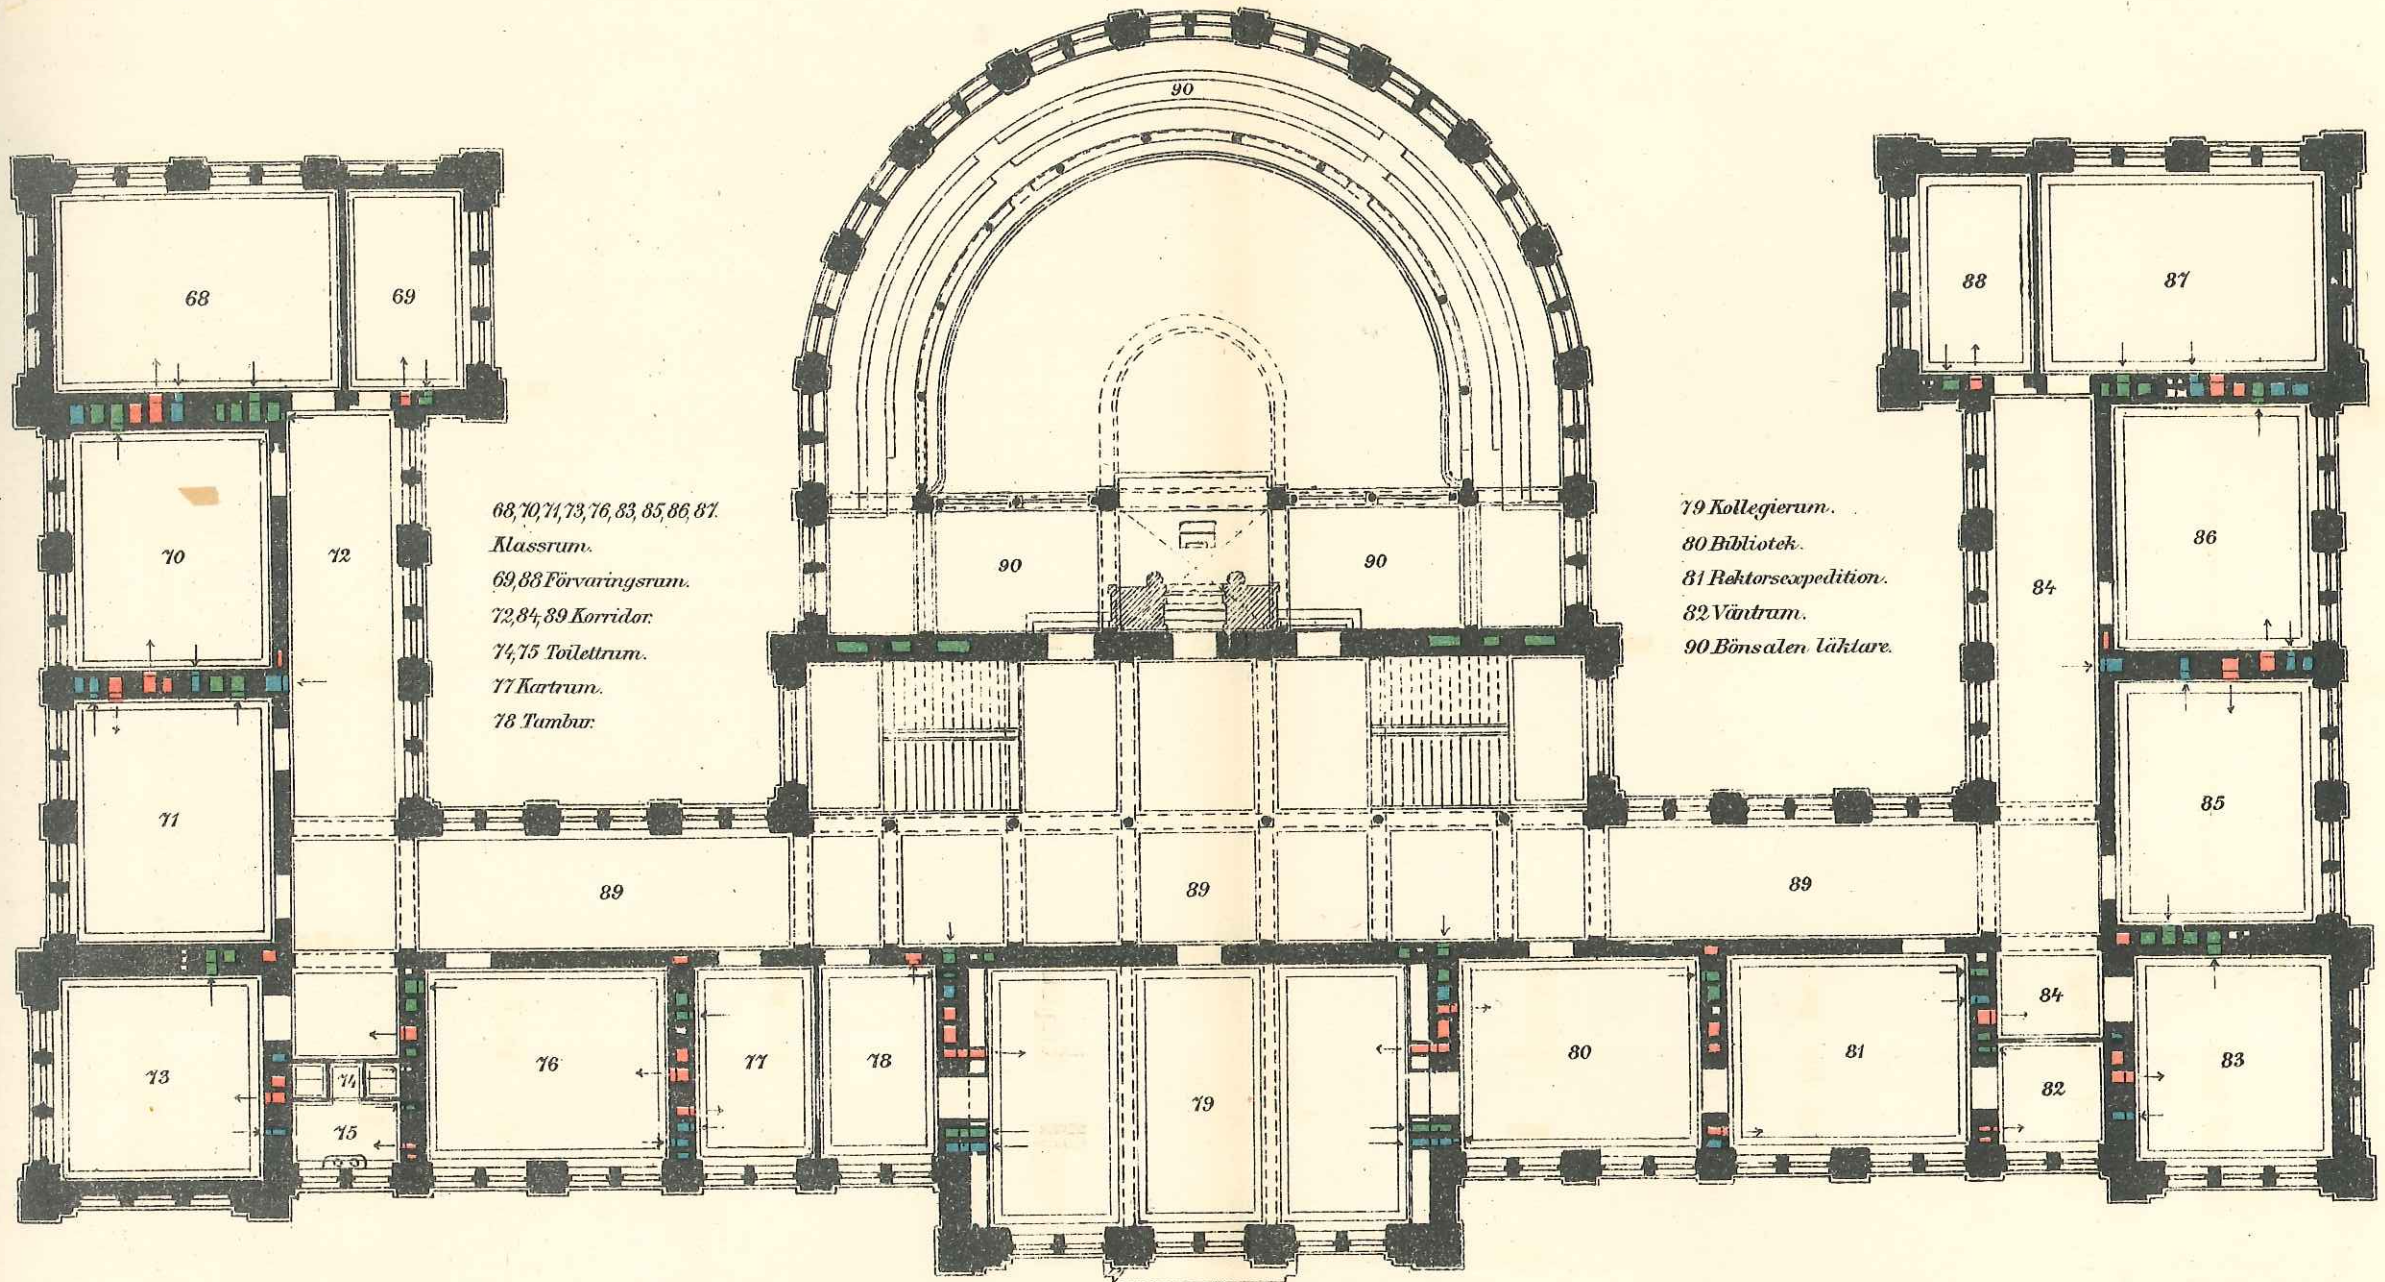 90
68
69
88
87
70
72
68, 70, 71, 73, 76, 83, 85, 86, 87.
Klassrum.
69, 88 Förvaringsrum.
72, 84, 89 Korridor.
74, 75 Toilettrum.
77 Kartrum.
78 Tambur.
90
90
79 Kollegierum.
80 Bibliotek.
81 Rektorsexpedition.
82 Väntrum.
90 Bönsalen läktare.
84
86
71
85
89
89
89
73
74
75
76
77
78
79
80
81
84
82
83